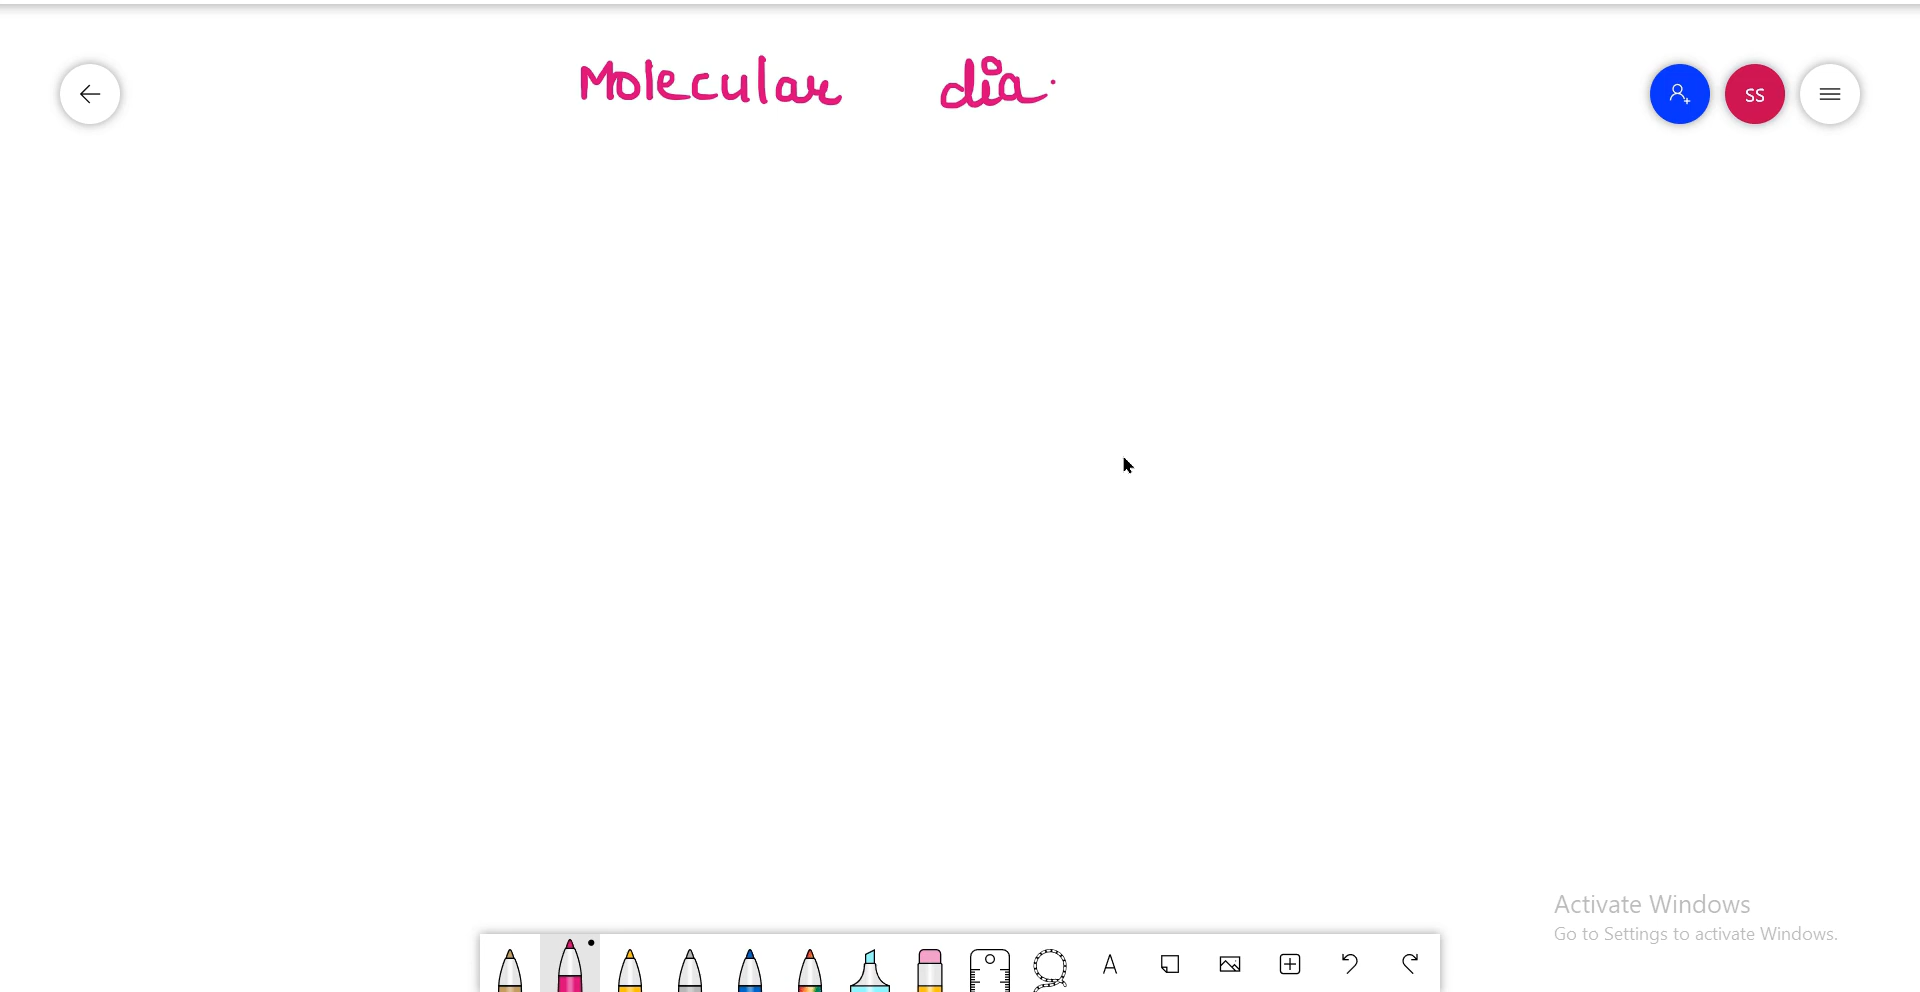 Molecular dia.
SS
Activate Windows
Go to Settings to activate Windows.